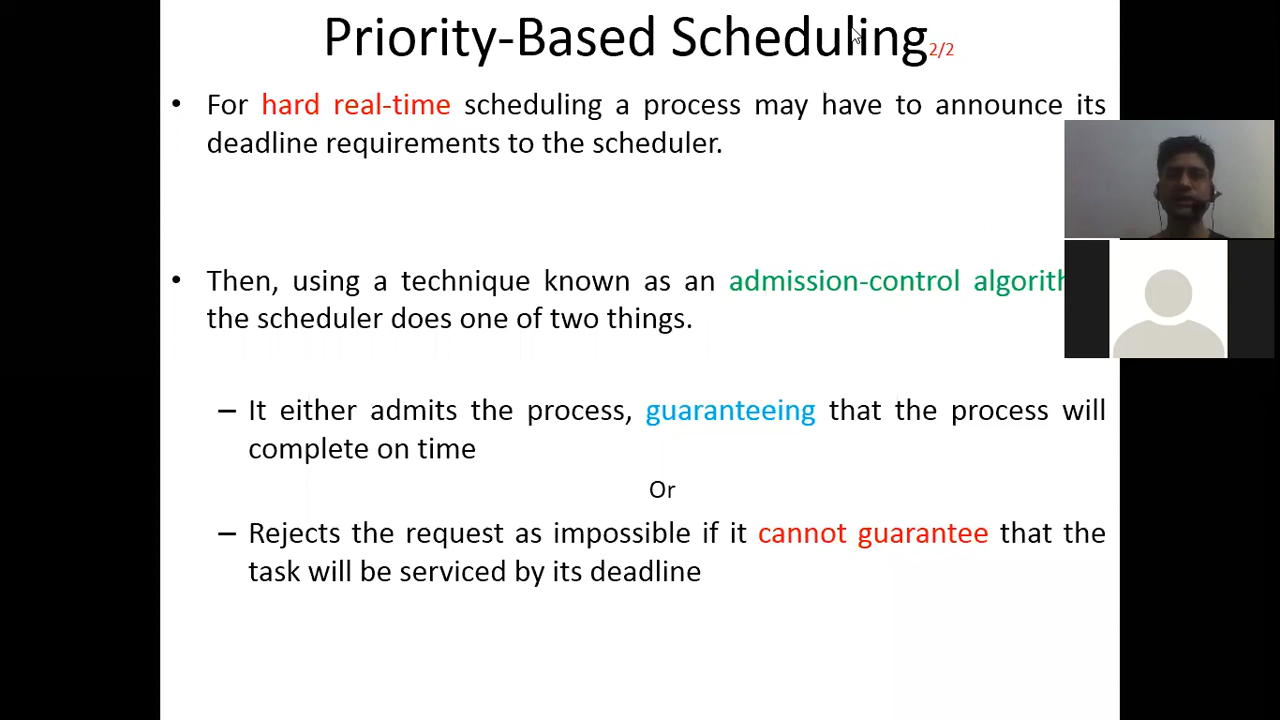 Priority-Based Scheduling 2/2
• For hard real-time scheduling a process may have to announce its
deadline requirements to the scheduler.
• Then, using a technique known as an admission-control
the scheduler does one of two things.
– It either admits the process, guaranteeing that the process will
complete on time
Or
– Rejects the request as impossible if it cannot guarantee that the
task will be serviced by its deadline